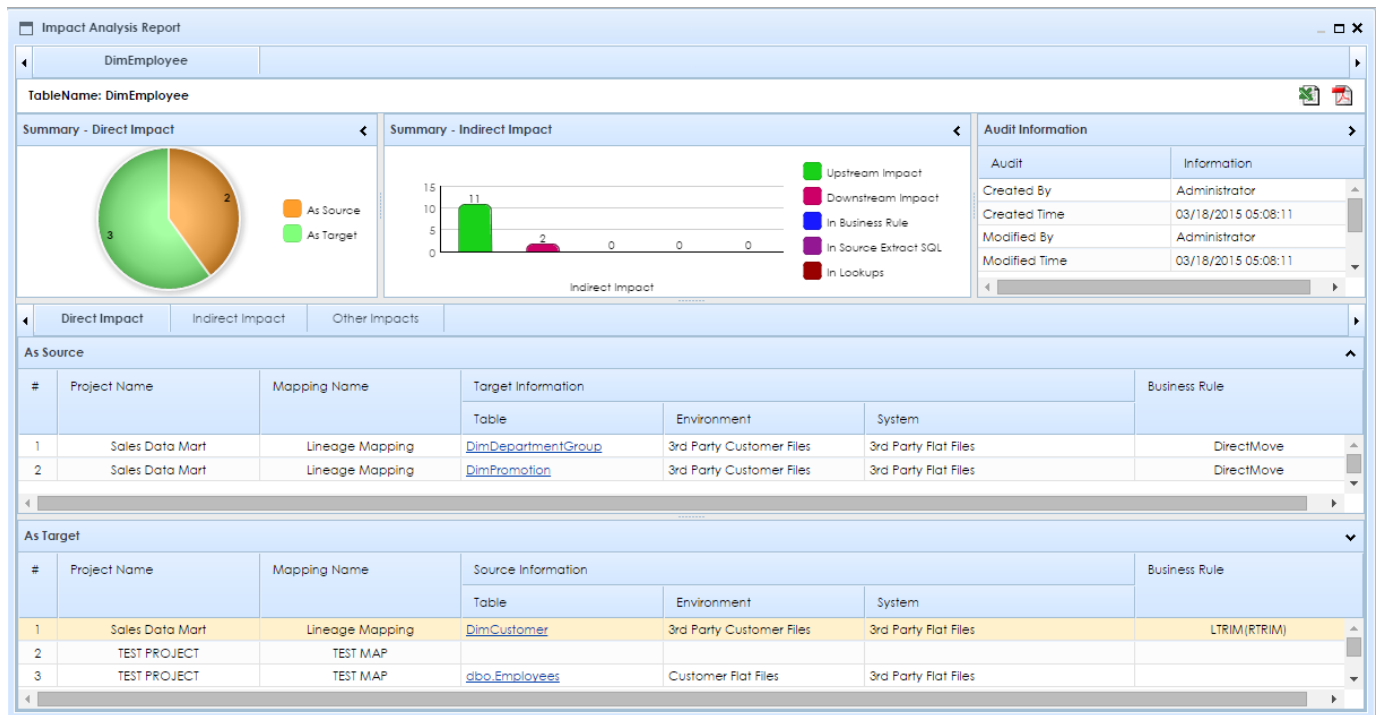 Impact Analysis Report
DimEmployee
TableName: DimEmployee
Summary - Direct Impact
2
3
As Source
As Target
Summary - Indirect Impact
15
10
5
0
11
2
0
0
0
Indirect Impact
Upstream Impact
Downstream Impact
In Business Rule
In Source Extract SQL
In Lookups
Audit Information
Audit Information
Created By Administrator
Created Time 03/18/2015 05:08:11
Modified By Administrator
Modified Time 03/18/2015 05:08:11
Direct Impact Indirect Impact Other Impacts
As Source
# Project Name Mapping Name Target Information Business Rule
Table Environment System
1 Sales Data Mart Lineage Mapping DimDepartmentGroup 3rd Party Customer Files 3rd Party Flat Files DirectMove
2 Sales Data Mart Lineage Mapping DimPromotion 3rd Party Customer Files 3rd Party Flat Files DirectMove
As Target
# Project Name Mapping Name Source Information Business Rule
Table Environment System
1 Sales Data Mart Lineage Mapping DimCustomer 3rd Party Customer Files 3rd Party Flat Files LTRIM(RTRIM)
2 TEST PROJECT TEST MAP
3 TEST PROJECT TEST MAP dbo.Employees Customer Flat Files 3rd Party Flat Files